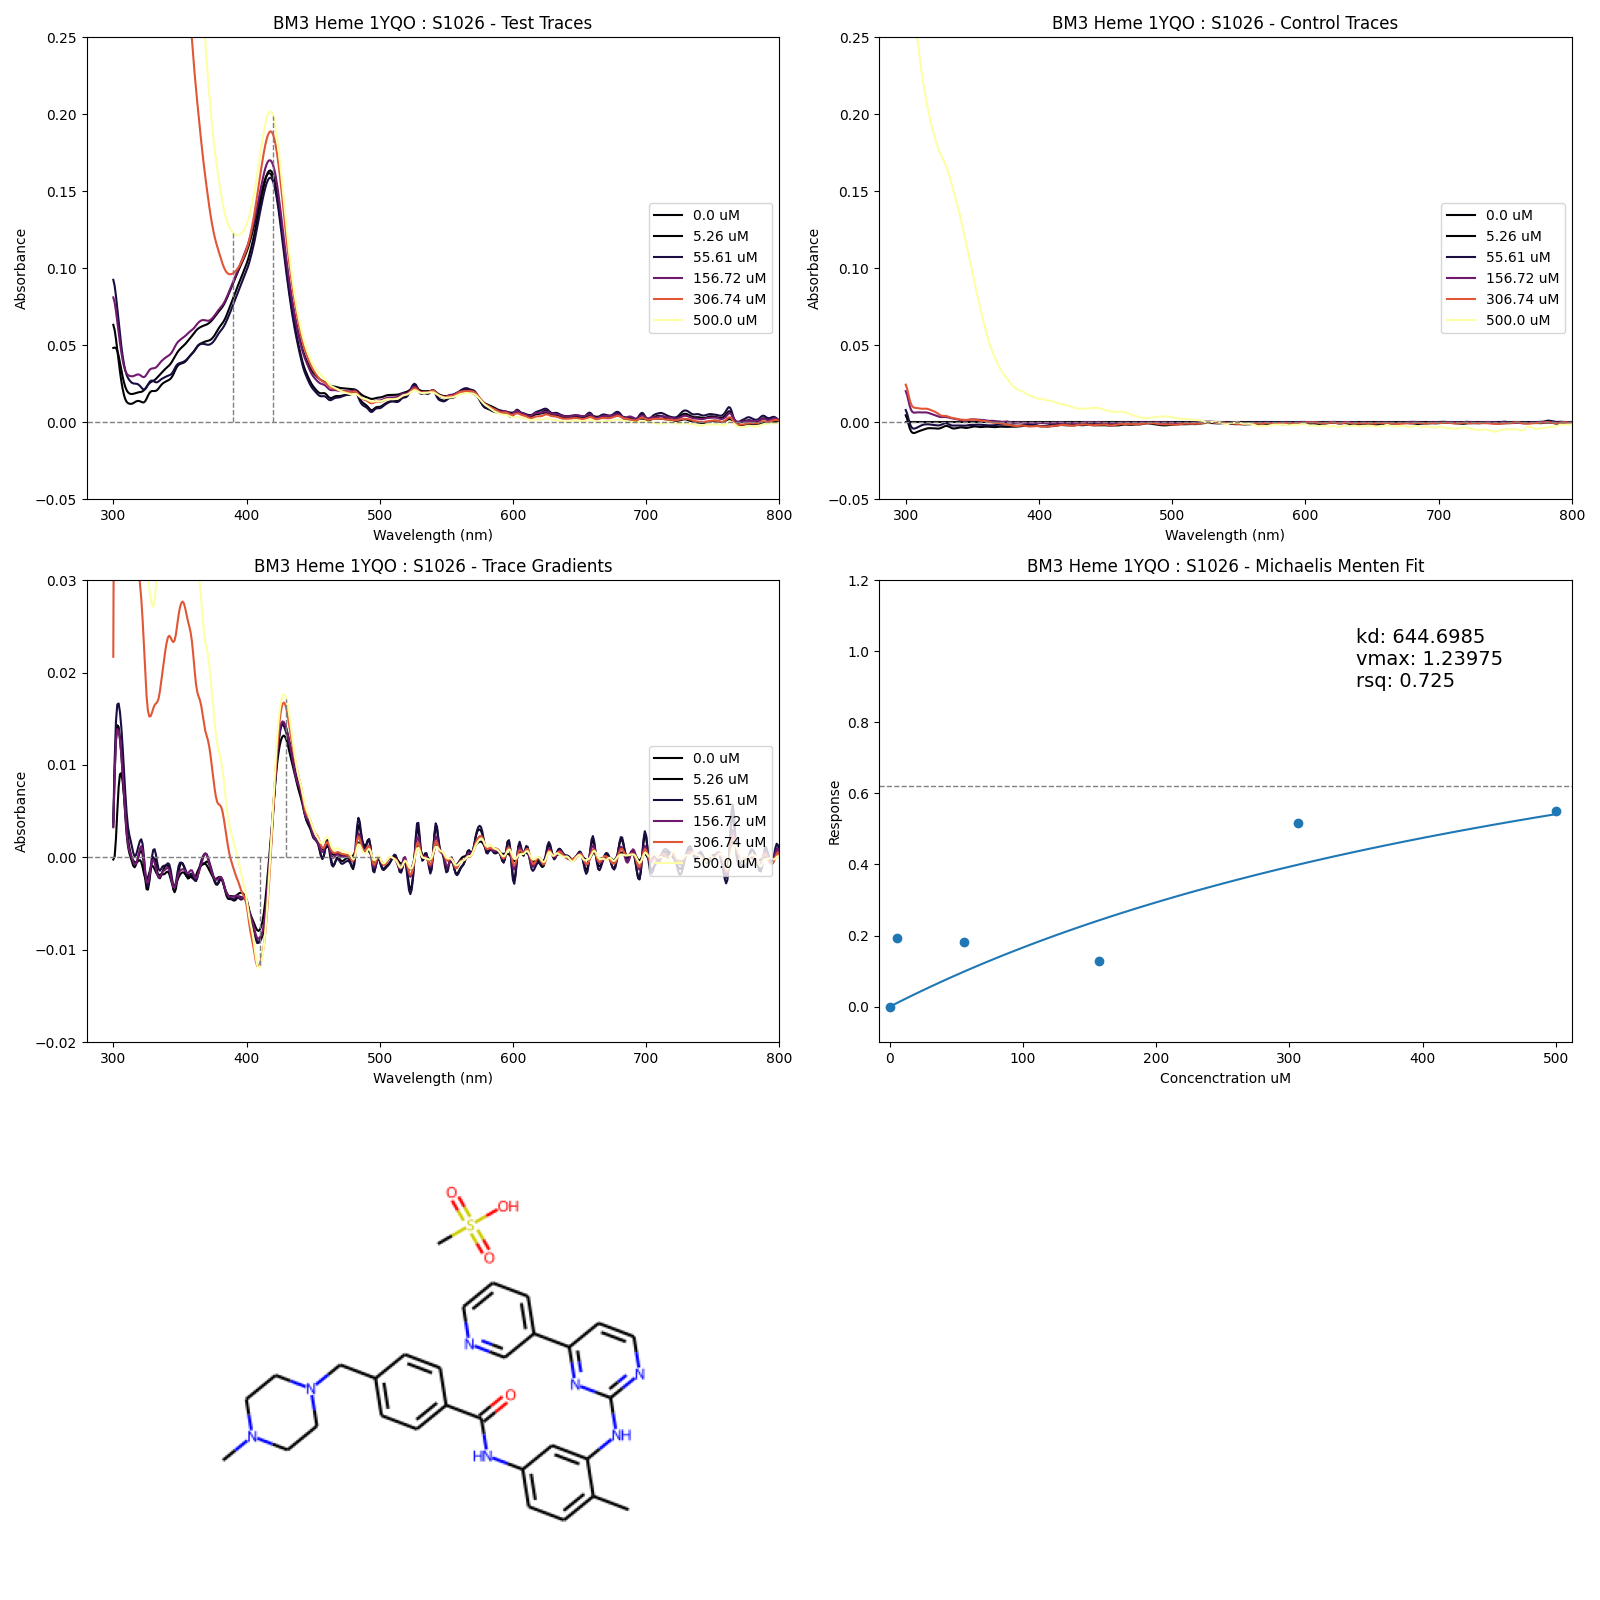 BM3 Heme 1YQO : S1026 - Test Traces
0.25
0.20
0.15
0.10
0.05
0.00
−0.05
Absorbance
300 400 500 600 700 800
Wavelength (nm)
0.0 uM
5.26 uM
55.61 uM
156.72 uM
306.74 uM
500.0 uM
BM3 Heme 1YQO : S1026 - Control Traces
0.25
0.20
0.15
0.10
0.05
0.00
−0.05
Absorbance
300 400 500 600 700 800
Wavelength (nm)
0.0 uM
5.26 uM
55.61 uM
156.72 uM
306.74 uM
500.0 uM
BM3 Heme 1YQO : S1026 - Trace Gradients
0.03
0.02
0.01
0.00
−0.01
−0.02
Absorbance
300 400 500 600 700 800
Wavelength (nm)
0.0 uM
5.26 uM
55.61 uM
156.72 uM
306.74 uM
500.0 uM
BM3 Heme 1YQO : S1026 - Michaelis Menten Fit
1.2
1.0
0.8
0.6
0.4
0.2
0.0
Response
kd: 644.6985
vmax: 1.23975
rsq: 0.725
0 100 200 300 400 500
Concenctration uM
O
OH
S
O
N
N
N
N
O
N
NH
HN